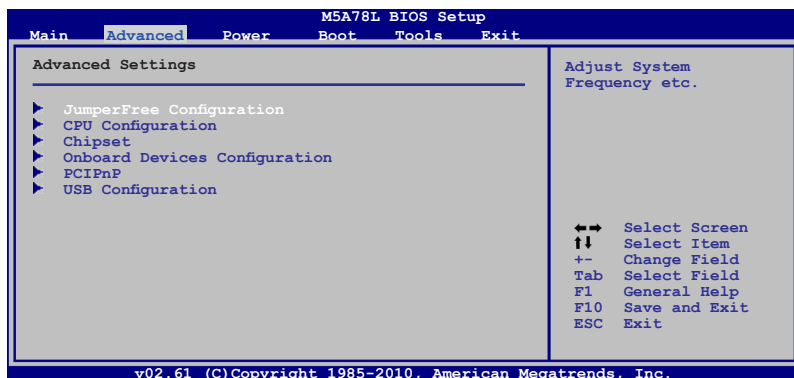 M5A78L BIOS Setup
Main Advanced Power Boot Tools Exit
Advanced Settings
JumperFree Configuration
CPU Configuration
Chipset
Onboard Devices Configuration
PCIPnP
USB Configuration
Adjust System
Frequency etc.
←→ Select Screen
↑↓ Select Item
+- Change Field
Tab Select Field
F1 General Help
F10 Save and Exit
ESC Exit
v02.61 (C)Copyright 1985-2010, American Megatrends, Inc.